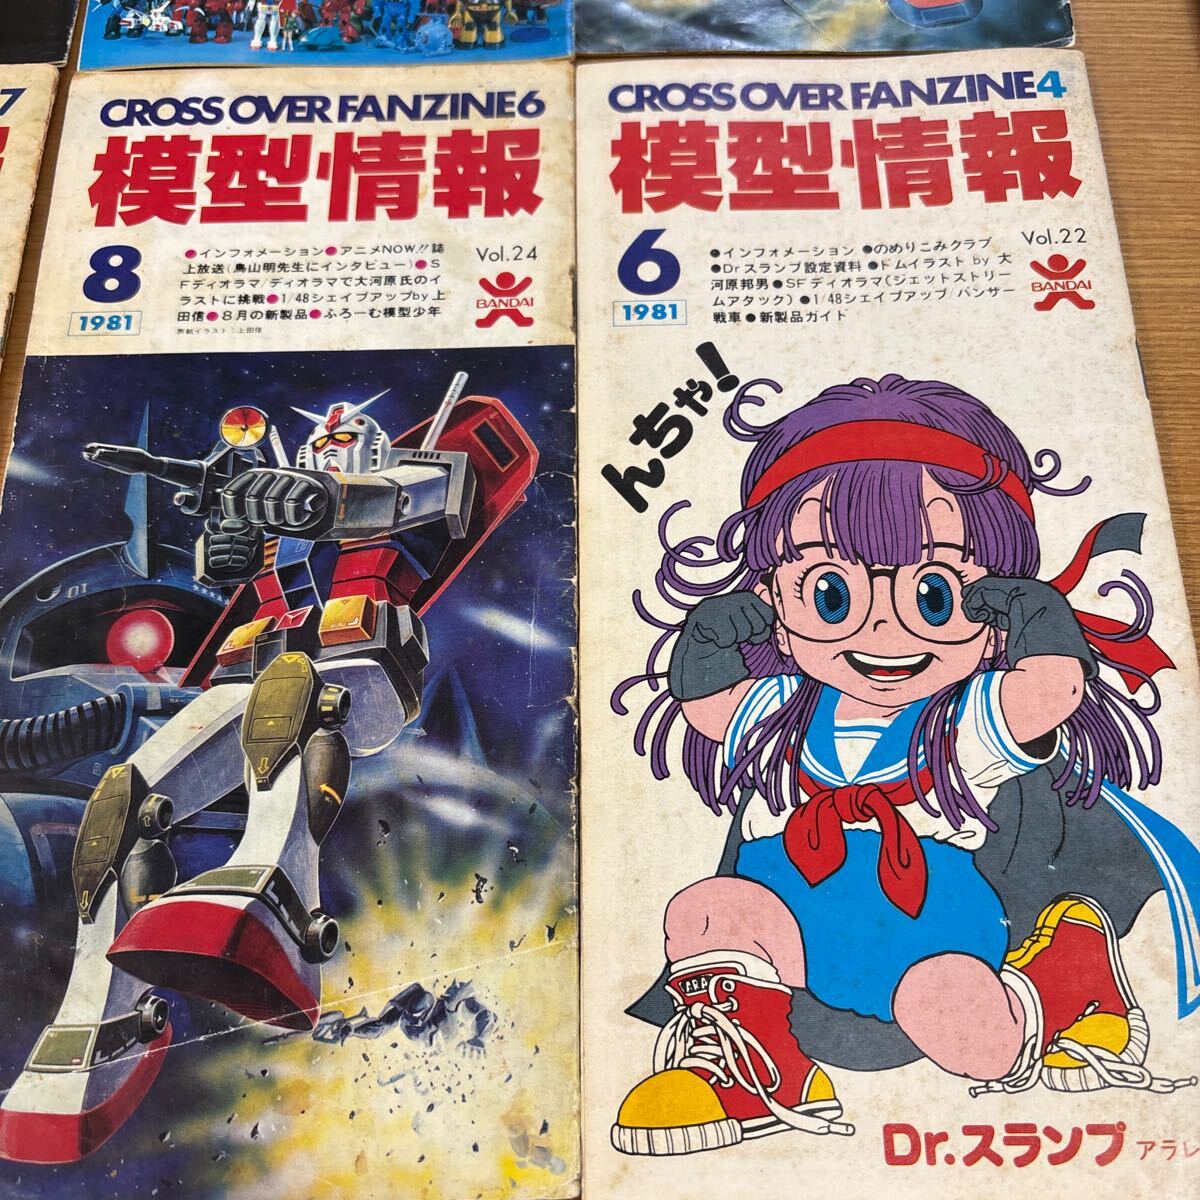 7
CROSS OVER FANZINE6
模型情報
8
1981
●インフォメーション●アニメNOW!!誌
上放送(鳥山明先生にインタビュー)●S
Fディオラマ/ディオラマで大河原氏のイ
ラストに挑戦●1/48シェイプアップby上
田信●8月の新製品●ふろーむ模型少年
表紙イラスト:上田信
Vol.24
BANDAI
01
CROSS OVER FANZINE4
模型情報
6
1981
●インフォメーション●のめりこみクラブ
●Drスランプ設定資料●ドムイラストby大
河原邦男●SFディオラマ(ジェットストリー
ムアタック)●1/48シェイプアップ/パンサー
戦車●新製品ガイド
Vol.22
BANDAI
んちゃ!
ARA
Dr.スランプ アラレ